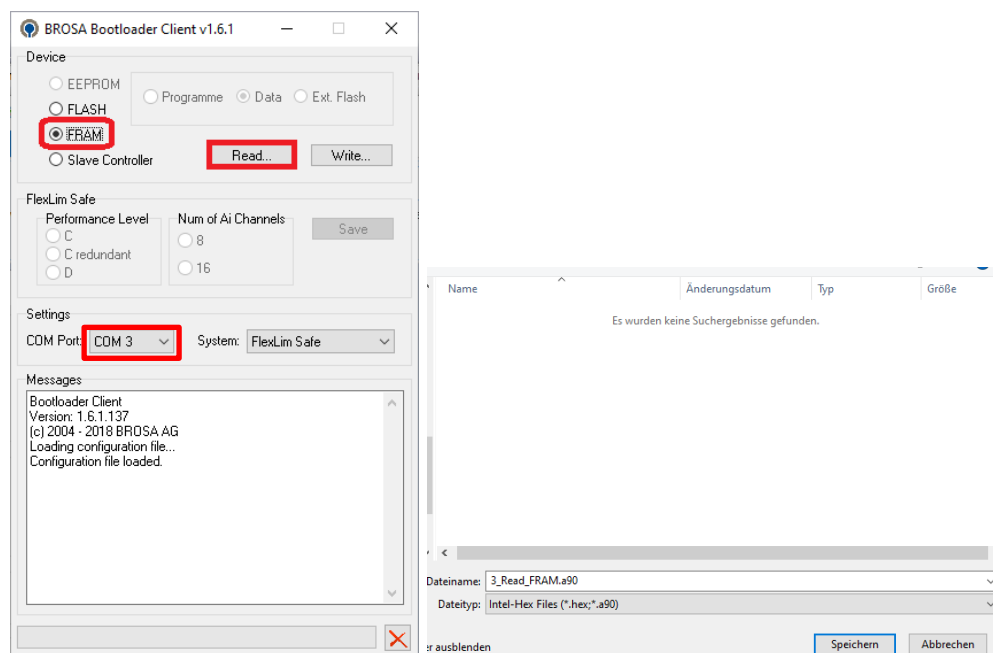 BROSA Bootloader Client v1.6.1
Device
EEPROM
Programme Data Ext. Flash
FLASH
FRAM
Slave Controller Read... Write...
FlexLim Safe
Performance Level Num of Ai Channels
C 8 Save
C redundant
D 16
Settings
COM Port: COM 3 System: FlexLim Safe
Messages
Bootloader Client
Version: 1.6.1.137
(c) 2004 - 2018 BROSA AG
Loading configuration file...
Configuration file loaded.
Name Änderungsdatum Typ Größe
Es wurden keine Suchergebnisse gefunden.
Dateiname: 3_Read_FRAM.a90
Dateityp: Intel-Hex Files (*.hex;*.a90)
er ausblenden Speichern Abbrechen